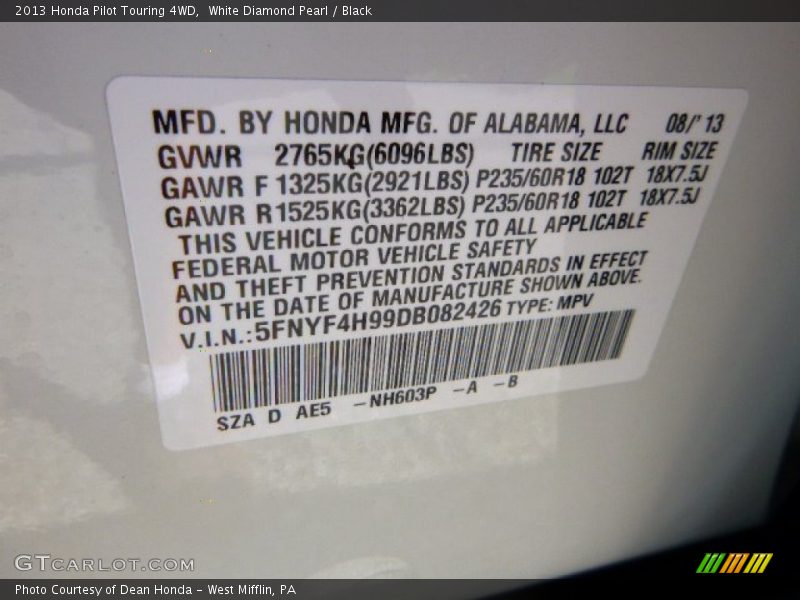 2013 Honda Pilot Touring 4WD,  White Diamond Pearl / Black
MFD. BY HONDA MFG. OF ALABAMA, LLC 08/'13
GVWR 2765KG(6096LBS) TIRE SIZE RIM SIZE
GAWR F 1325KG(2921LBS) P235/60R18 102T 18X7.5J
GAWR R 1525KG(3362LBS) P235/60R18 102T 18X7.5J
THIS VEHICLE CONFORMS TO ALL APPLICABLE
FEDERAL MOTOR VEHICLE SAFETY
AND THEFT PREVENTION STANDARDS IN EFFECT
ON THE DATE OF MANUFACTURE SHOWN ABOVE.
V.I.N.:5FNYF4H99DB082426 TYPE: MPV
SZA D AE5 -NH603P -A -B
GTCARLOT.COM
Photo Courtesy of Dean Honda - West Mifflin, PA